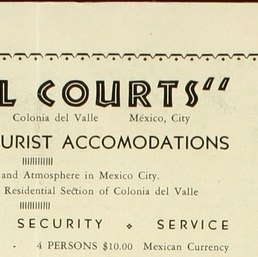 L COURTS“
Colonia del Valle México, City
OURIST ACCOMODATIONS
and Atmosphere in Mexico City.
Residential Section of Colonia del Valle
SECURITY SERVICE
- 4 PERSONS $10.00 Mexican Currency